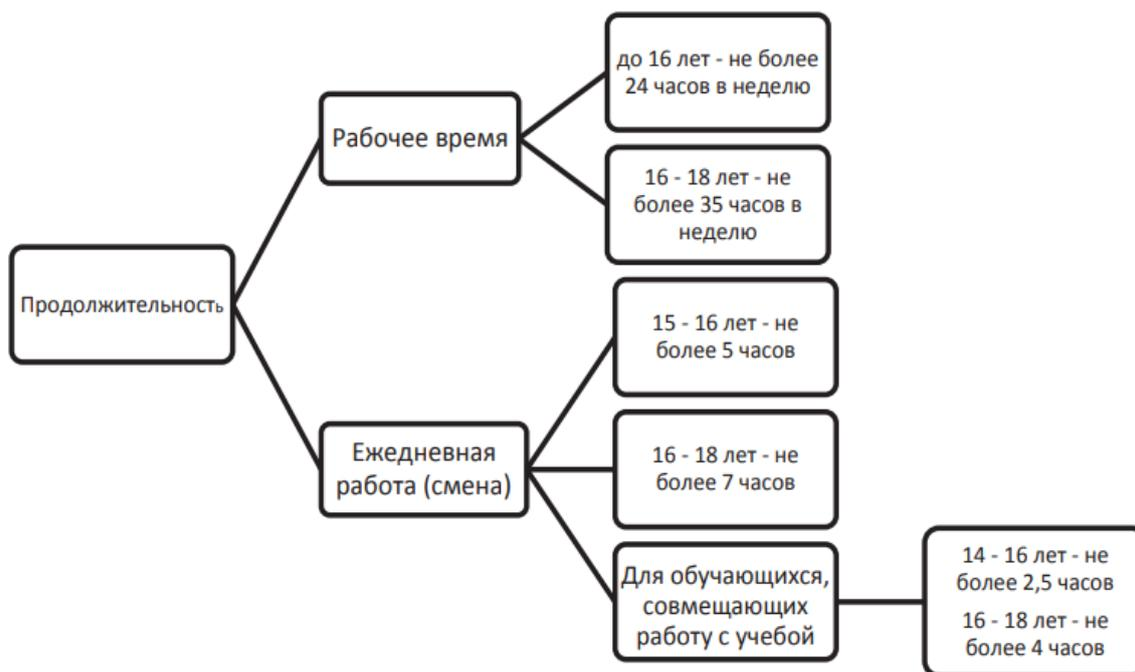 Продолжительность
Рабочее время
до 16 лет - не более
24 часов в неделю
16 - 18 лет - не
более 35 часов в
неделю
Ежедневная
работа (смена)
15 - 16 лет - не
более 5 часов
16 - 18 лет - не
более 7 часов
Для обучающихся,
совмещающих
работу с учебой
14 - 16 лет - не
более 2,5 часов
16 - 18 лет - не
более 4 часов